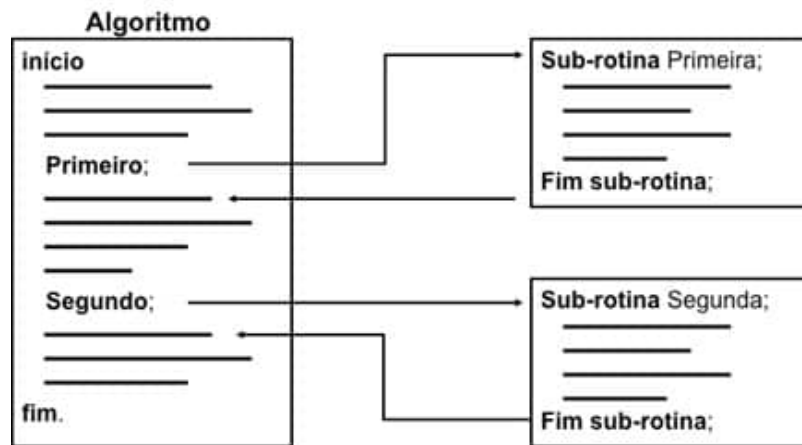 Algoritmo
início
Primeiro;
Segundo;
fim.
Sub-rotina Primeira;
Fim sub-rotina;
Sub-rotina Segunda;
Fim sub-rotina;